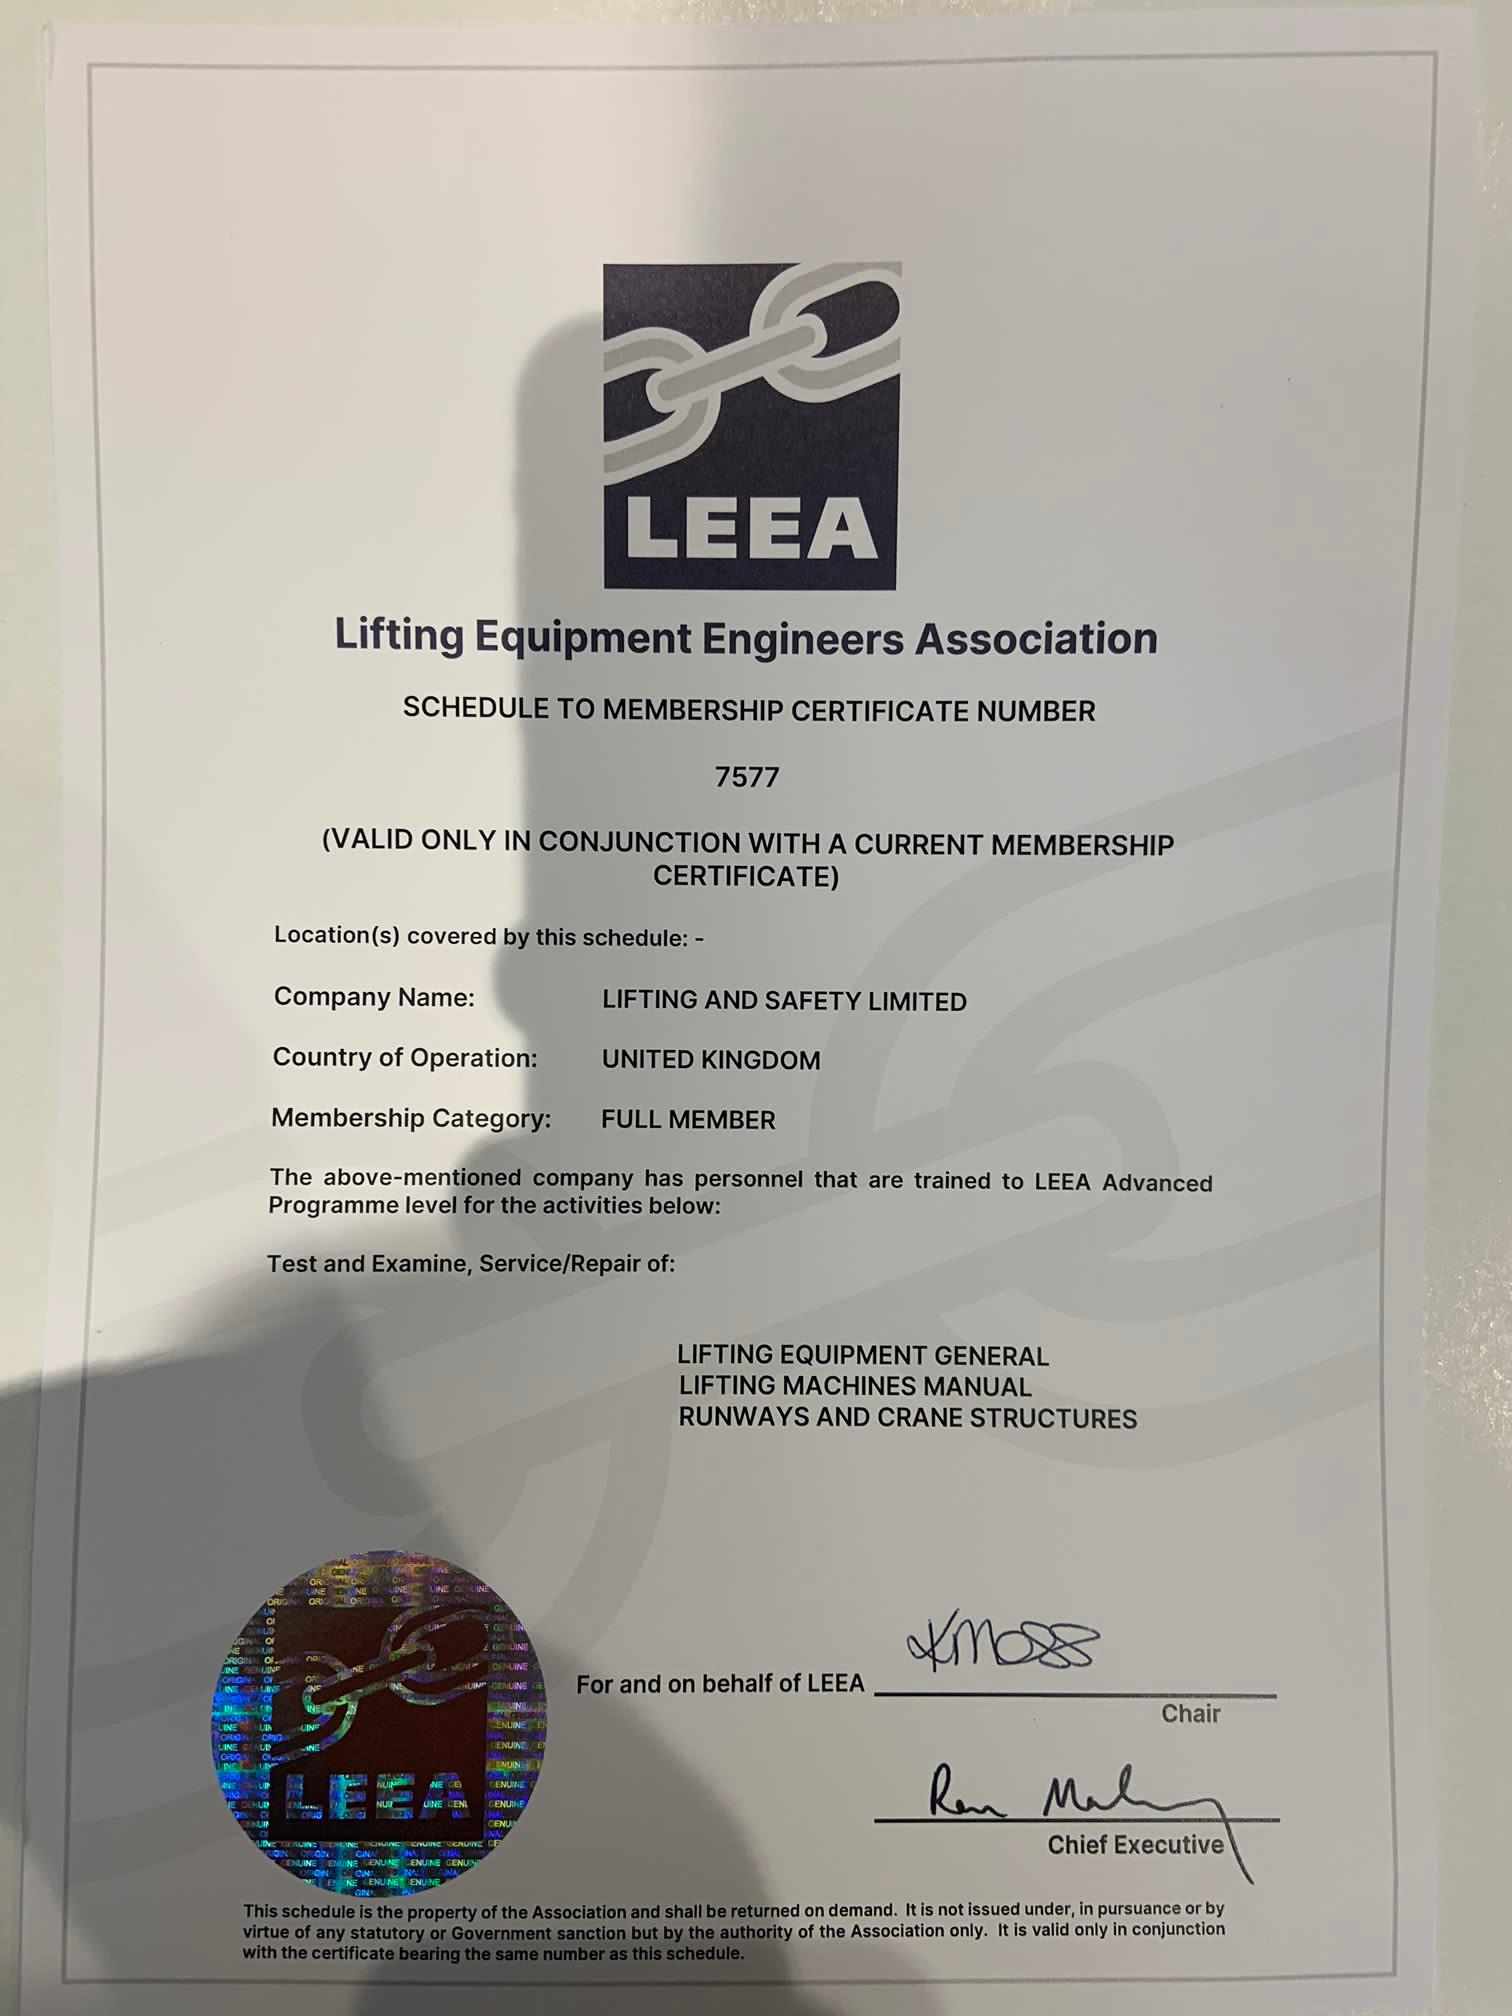 LEEA
Lifting Equipment Engineers Association
SCHEDULE TO MEMBERSHIP CERTIFICATE NUMBER
7577
(VALID ONLY IN CONJUNCTION WITH A CURRENT MEMBERSHIP
CERTIFICATE)
Location(s) covered by this schedule: -
Company Name: LIFTING AND SAFETY LIMITED
Country of Operation: UNITED KINGDOM
Membership Category: FULL MEMBER
The above-mentioned company has personnel that are trained to LEEA Advanced
Programme level for the activities below:
Test and Examine, Service/Repair of:
LIFTING EQUIPMENT GENERAL
LIFTING MACHINES MANUAL
RUNWAYS AND CRANE STRUCTURES
LEEA
KMoss
For and on behalf of LEEA
Chair
Chief Executive
This schedule is the property of the Association and shall be returned on demand. It is not issued under, in pursuance or by
virtue of any statutory or Government sanction but by the authority of the Association only. It is valid only in conjunction
with the certificate bearing the same number as this schedule.